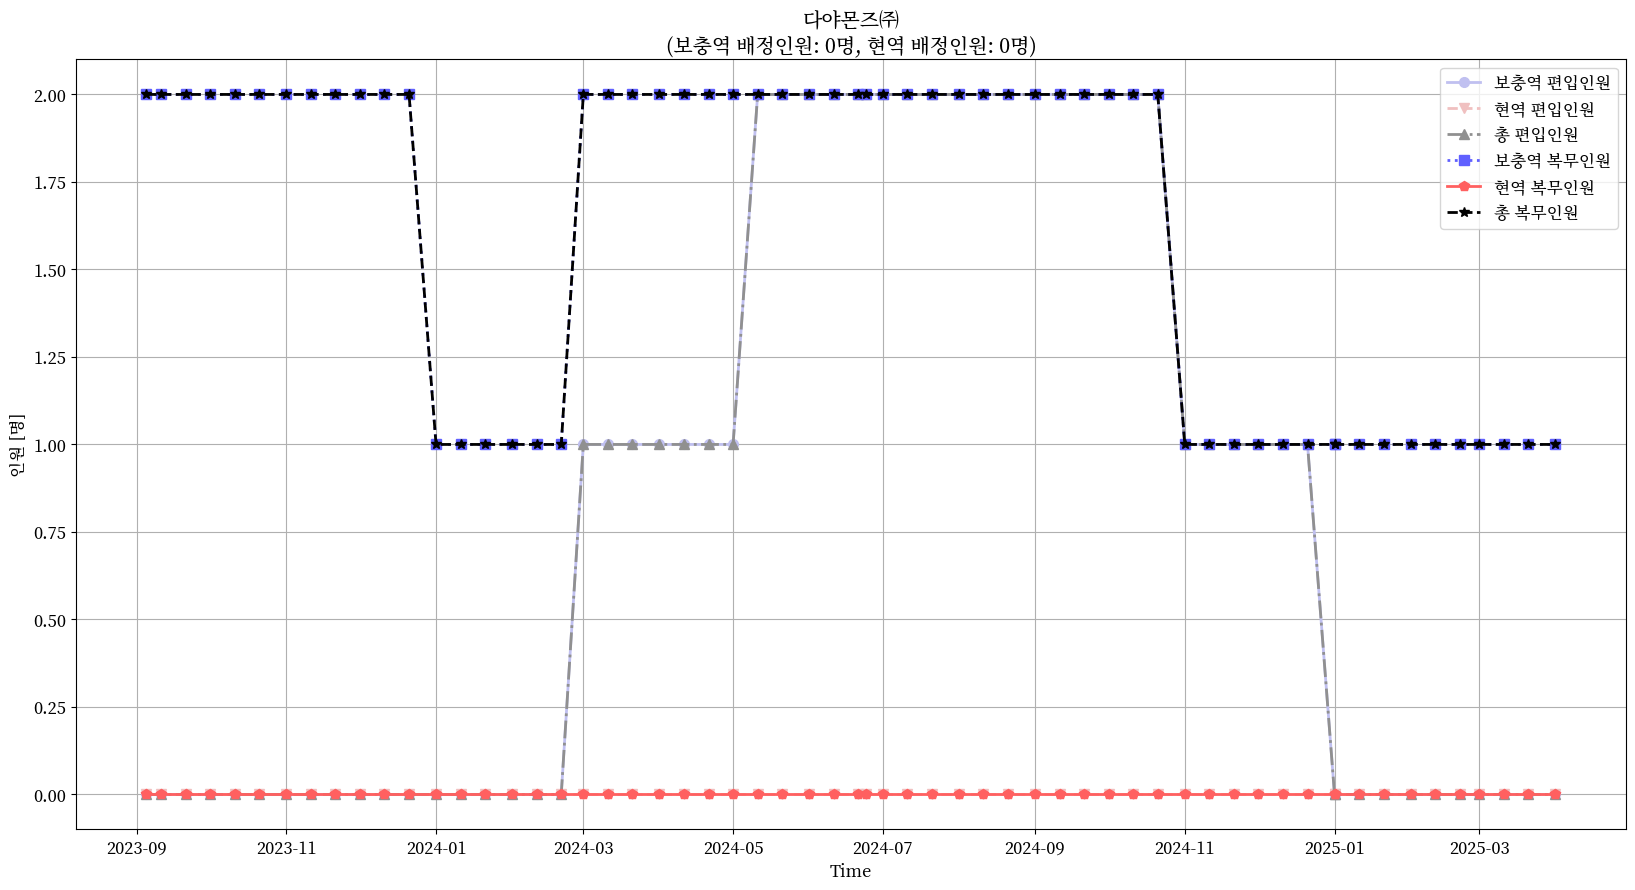 다야몬즈㈜
(보충역 배정인원: 0명, 현역 배정인원: 0명)
보충역 편입인원
현역 편입인원
총 편입인원
보충역 복무인원
현역 복무인원
총 복무인원
인원 [명]
2.00
1.75
1.50
1.25
1.00
0.75
0.50
0.25
0.00
2023-09
2023-11
2024-01
2024-03
2024-05
2024-07
2024-09
2024-11
2025-01
2025-03
Time